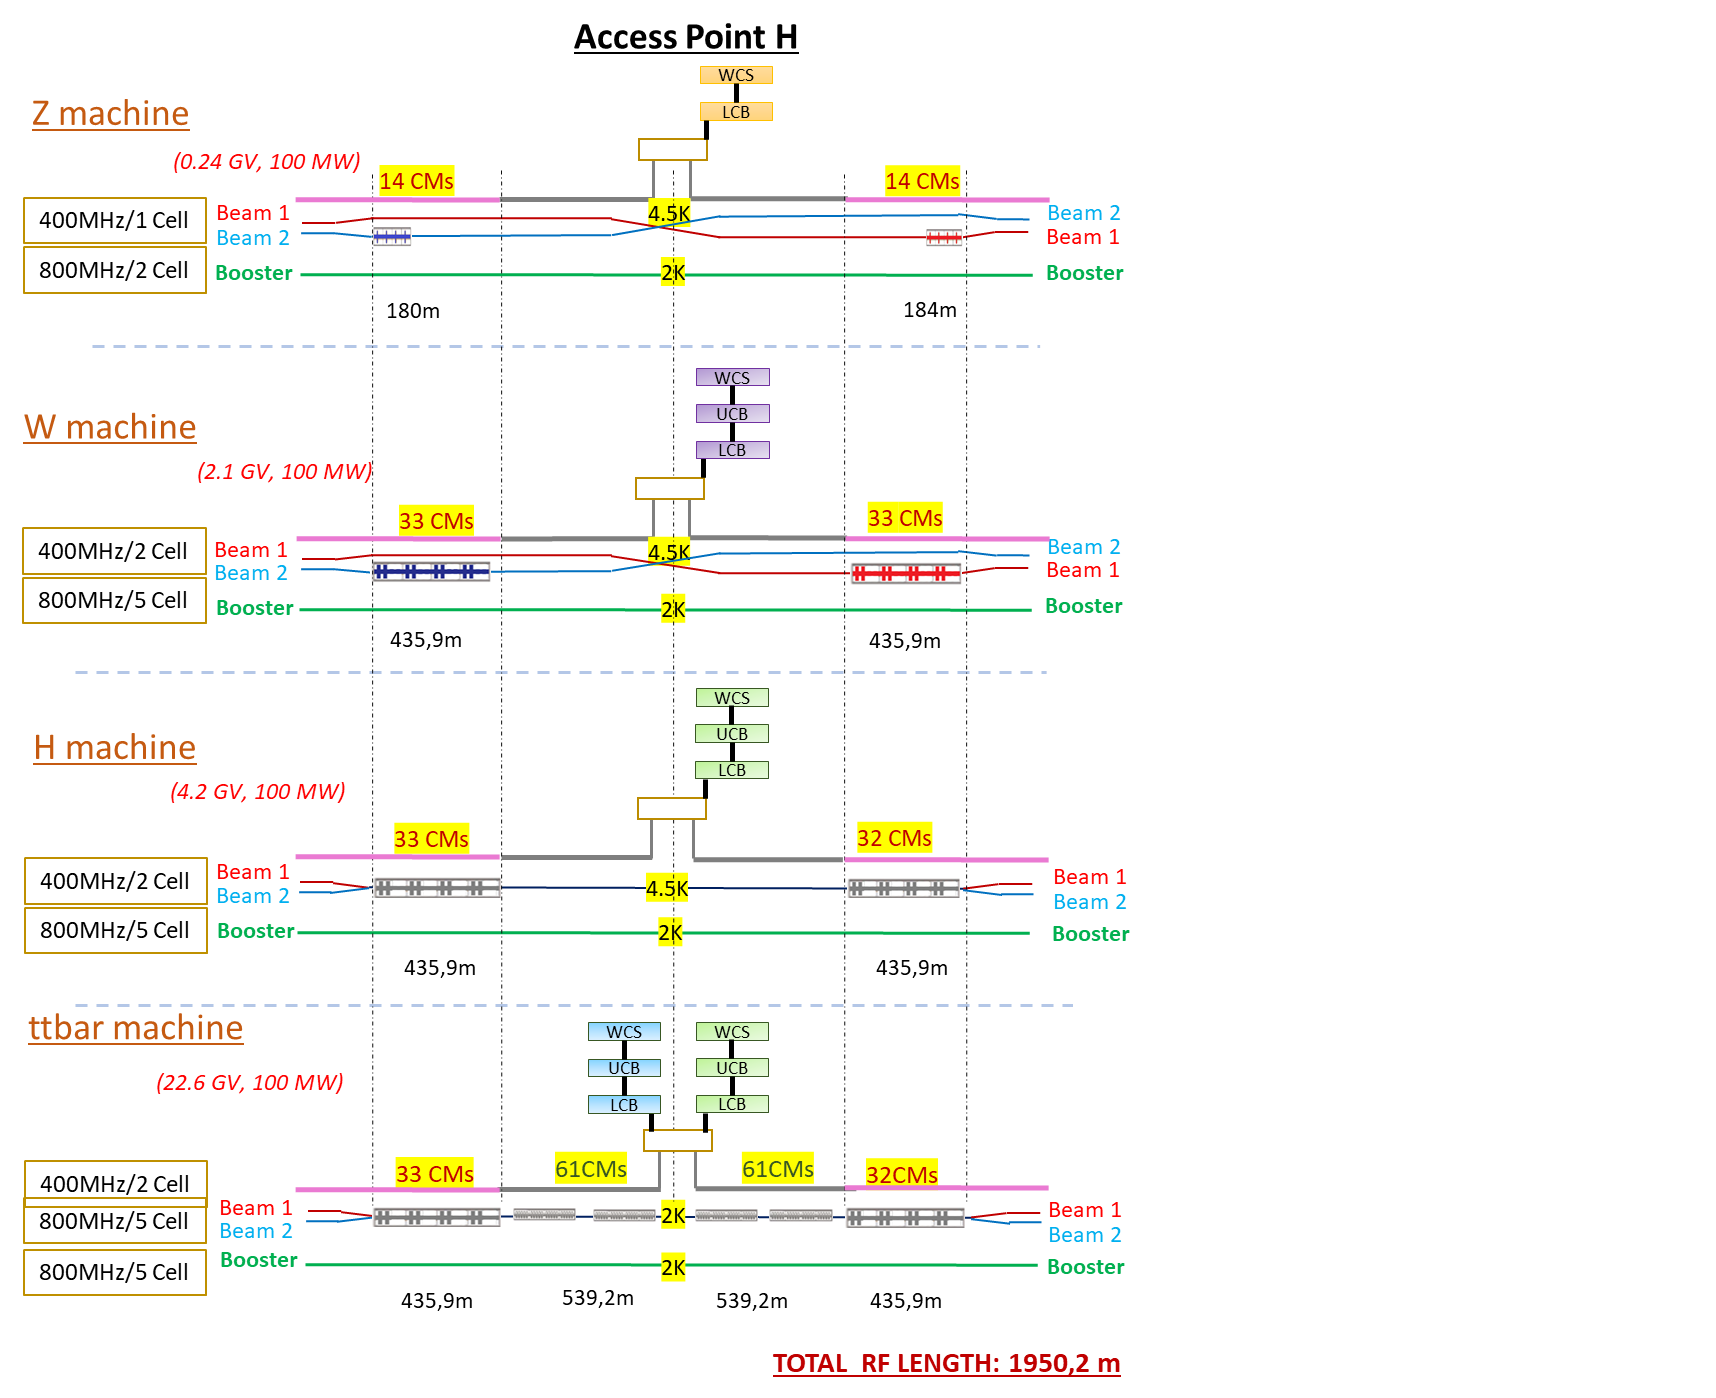 Access Point H
WCS
LCB
Z machine
(0.24 GV, 100 MW)
14 CMs
14 CMs
400MHz/1 Cell
Beam 1
4.5K
Beam 2
Beam 2
Beam 1
800MHz/2 Cell
Booster
2K
Booster
180m
184m
WCS
UCB
LCB
W machine
(2.1 GV, 100 MW)
33 CMs
33 CMs
400MHz/2 Cell
Beam 1
4.5K
Beam 2
Beam 2
Beam 1
800MHz/5 Cell
Booster
2K
Booster
435,9m
435,9m
WCS
UCB
LCB
H machine
(4.2 GV, 100 MW)
33 CMs
32 CMs
400MHz/2 Cell
Beam 1
4.5K
Beam 1
Beam 2
Beam 2
800MHz/5 Cell
Booster
2K
Booster
435,9m
435,9m
ttbar machine
WCS
WCS
UCB
UCB
LCB
LCB
(22.6 GV, 100 MW)
33 CMs
61CMs
61CMs
32CMs
400MHz/2 Cell
800MHz/5 Cell
Beam 1
2K
Beam 1
Beam 2
Beam 2
800MHz/5 Cell
Booster
2K
Booster
435,9m
539,2m
539,2m
435,9m
TOTAL RF LENGTH: 1950,2 m